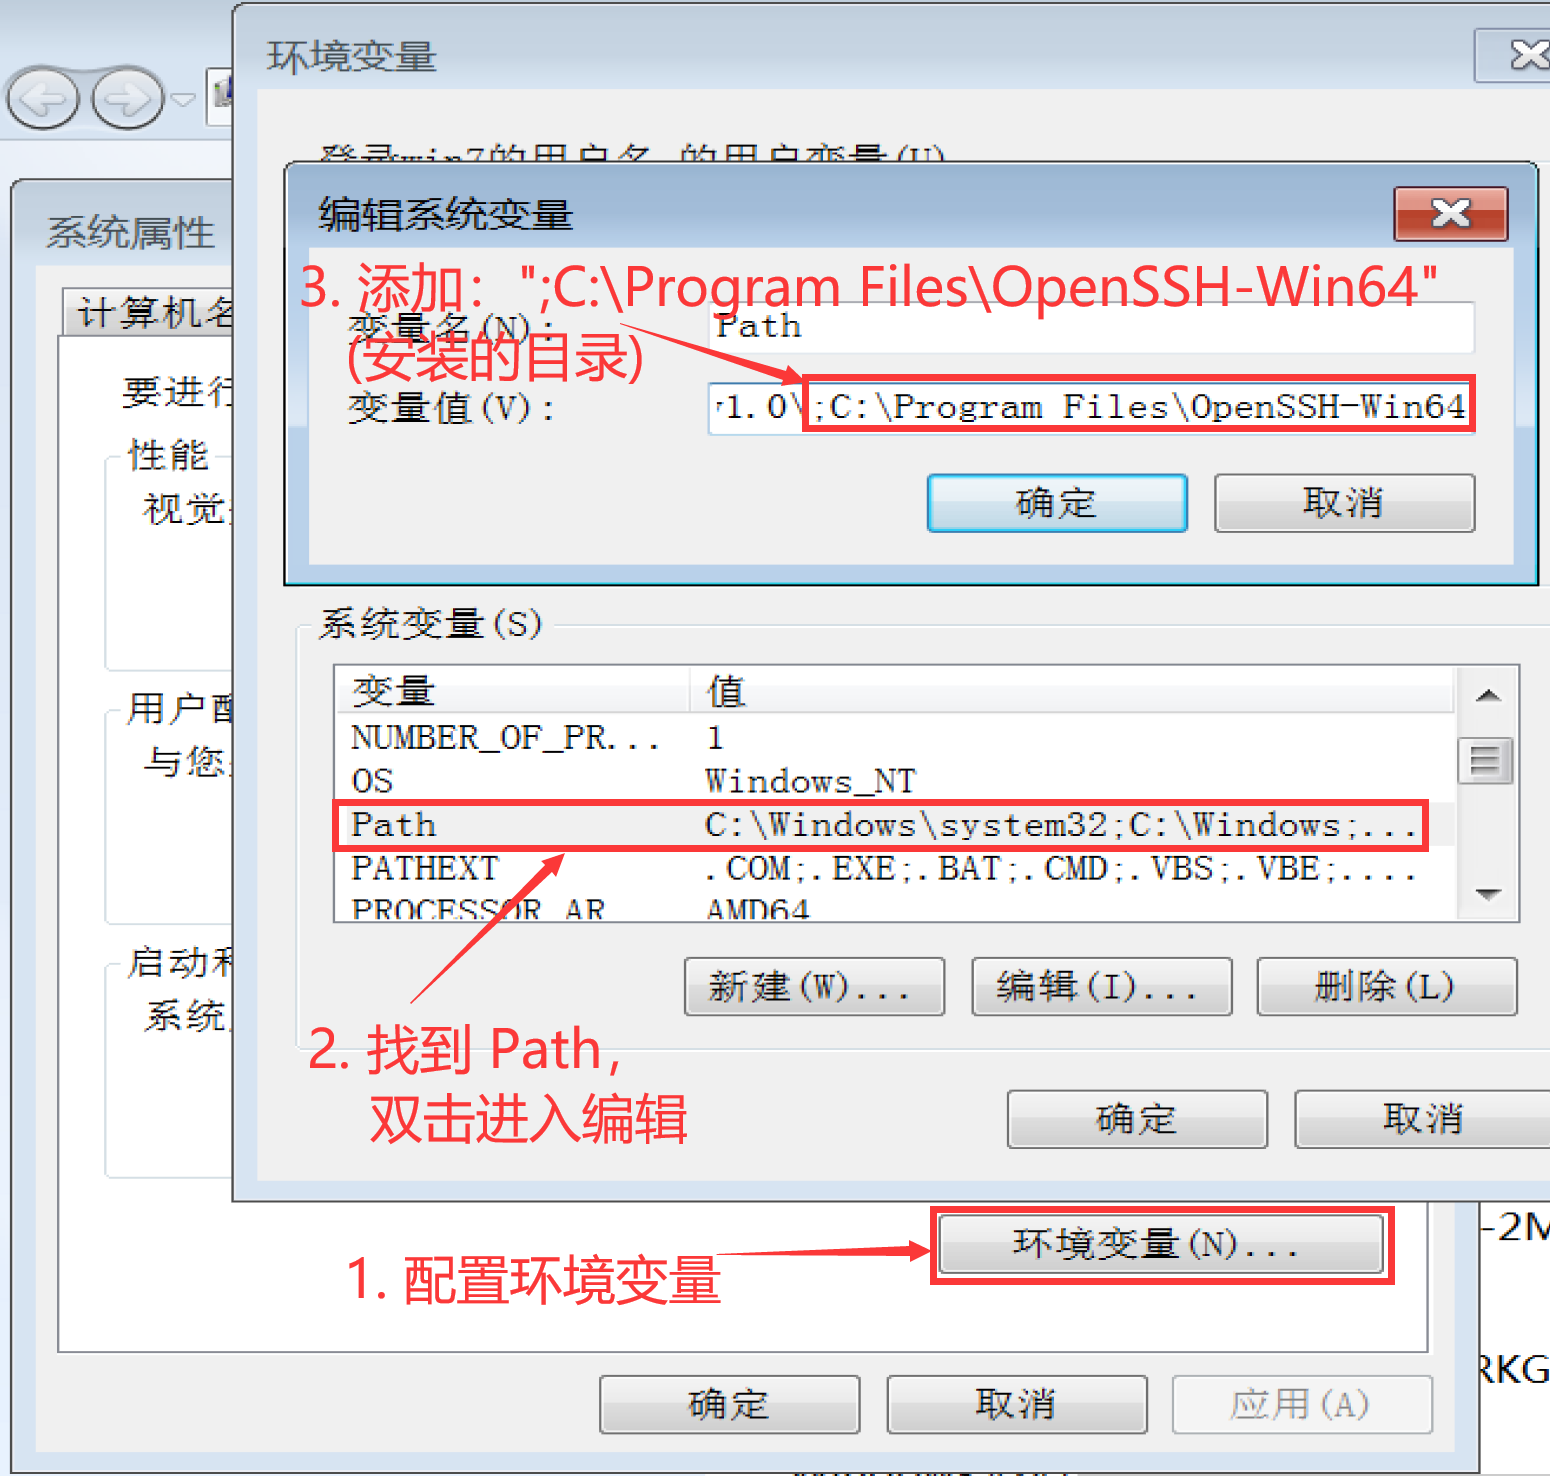 环境变量
登录win7的用户名 的用户变量(U)
系统属性
编辑系统变量
3. 添加: ";C:\Program Files\OpenSSH-Win64"
计算机名
变量名(N):
Path
(安装的目录)
要进行
变量值(V):
1.0\;C:\Program Files\OpenSSH-Win64
性能
视觉
确定
取消
系统变量(S)
变量
值
用户配
NUMBER_OF_PR...
1
与您
OS
Windows_NT
Path
C:\Windows\system32;C:\Windows;...
PATHEXT
.COM;.EXE;.BAT;.CMD;.VBS;.VBE;....
PROCESSOR_AR
AMD64
启动和
新建(W)...
编辑(I)...
删除(L)
系统
2. 找到 Path,
双击进入编辑
确定
取消
环境变量(N)...
-2M
1. 配置环境变量
RKG
确定
取消
应用(A)